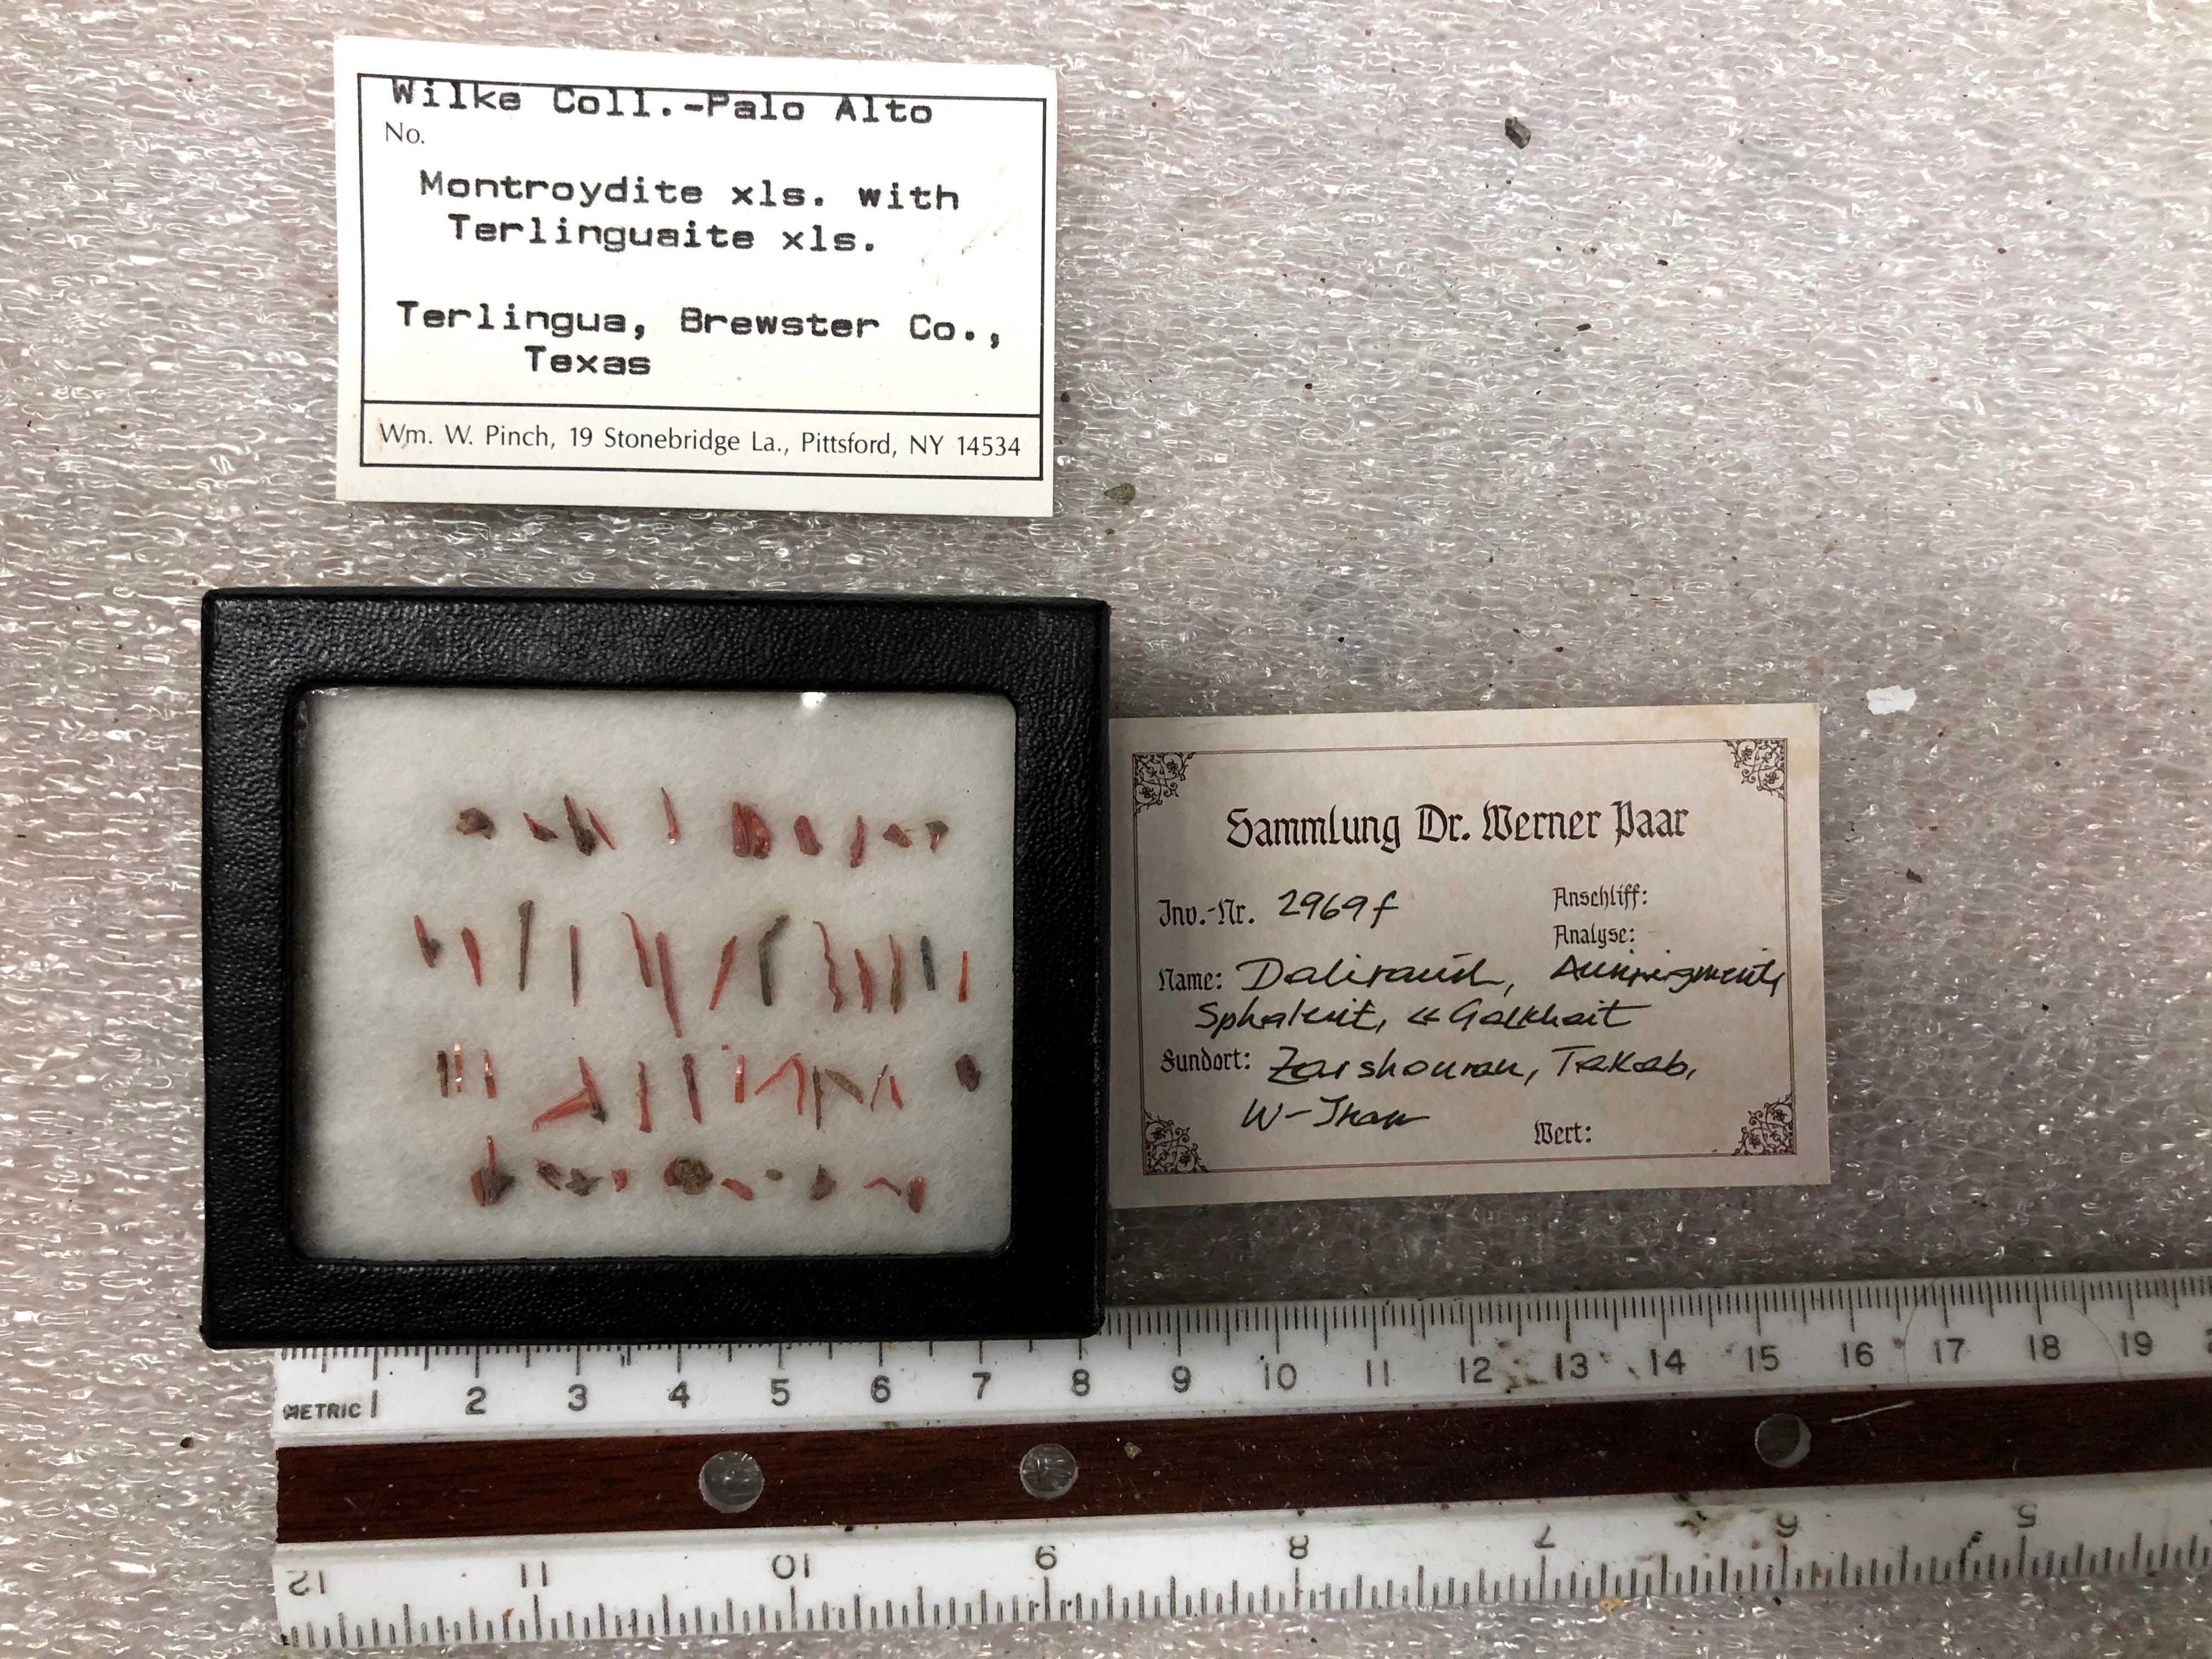 Wilke Coll.-Palo Alto
No.
Montroydite xls. with
Terlinguaite xls.
Terlingua, Brewster Co.,
Texas
Wm. W. Pinch, 19 Stonebridge La., Pittsford, NY 14534
Sammlung Dr. Werner Paar
Inv.-Nr. 2969f
Anschliff:
Analyse:
Name: Auripigment,
Sphalerit, Galkhait
Fundort: Zarshouran, Takab,
W-Iran
Wert:
METRIC 1 2 3 4 5 6 7 8 9 10 11 12 13 14 15 16 17 18 19
12 11 10 9 8 7 6 5